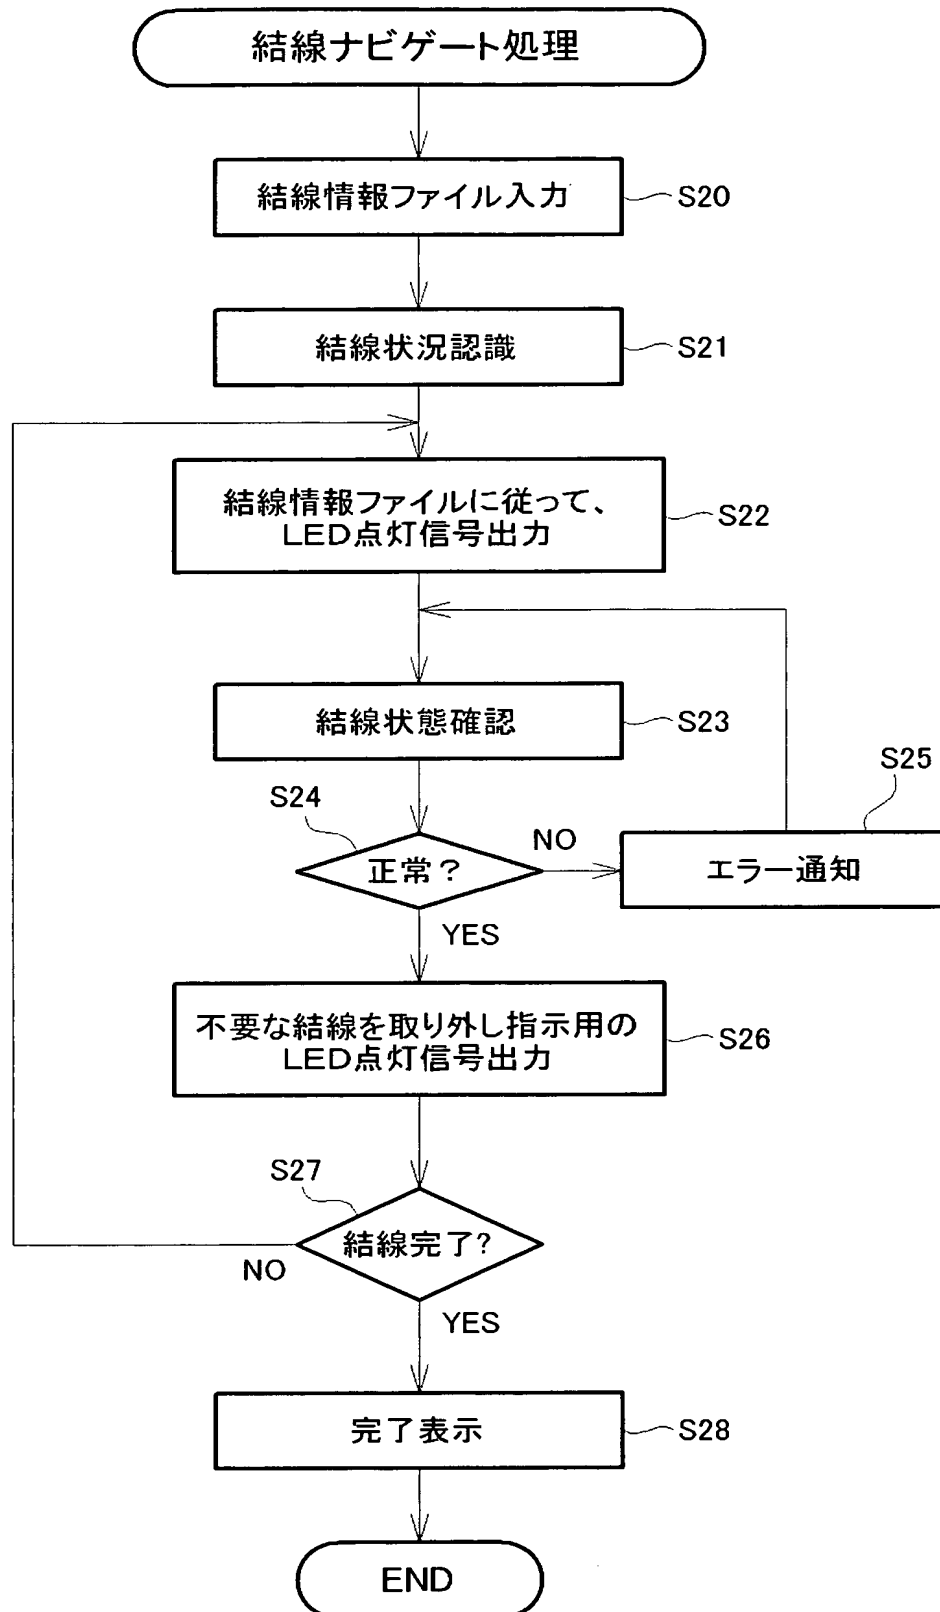 結線ナビゲート処理
結線情報ファイル入力
S20
結線状況認識
S21
結線情報ファイルに従って、
LED点灯信号出力
S22
結線状態確認
S23
S24
正常？
NO
S25
エラー通知
YES
不要な結線を取り外し指示用の
LED点灯信号出力
S26
S27
結線完了?
NO
YES
完了表示
S28
END